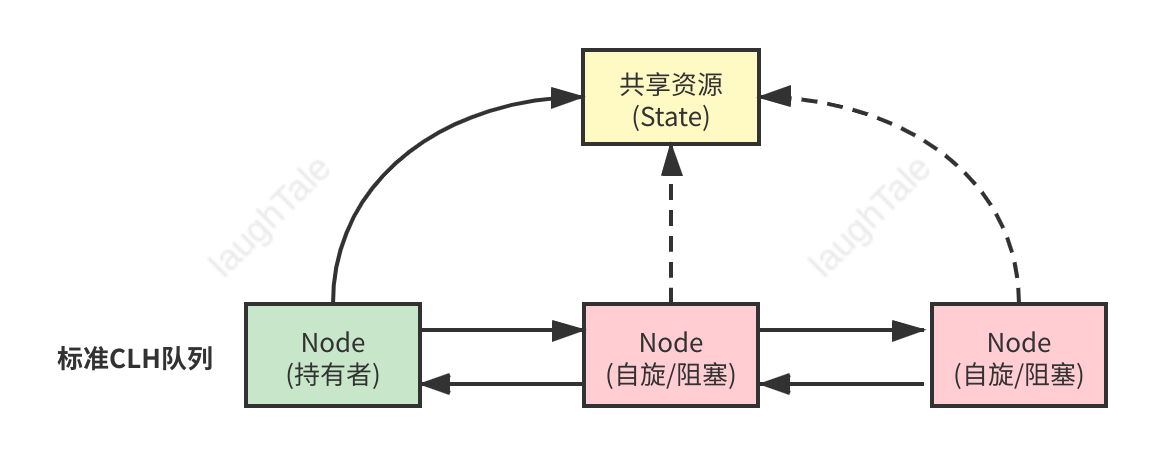 共享资源
(State)
laughTale
laughTale
标准CLH队列
Node
(持有者)
Node
(自旋/阻塞)
Node
(自旋/阻塞)